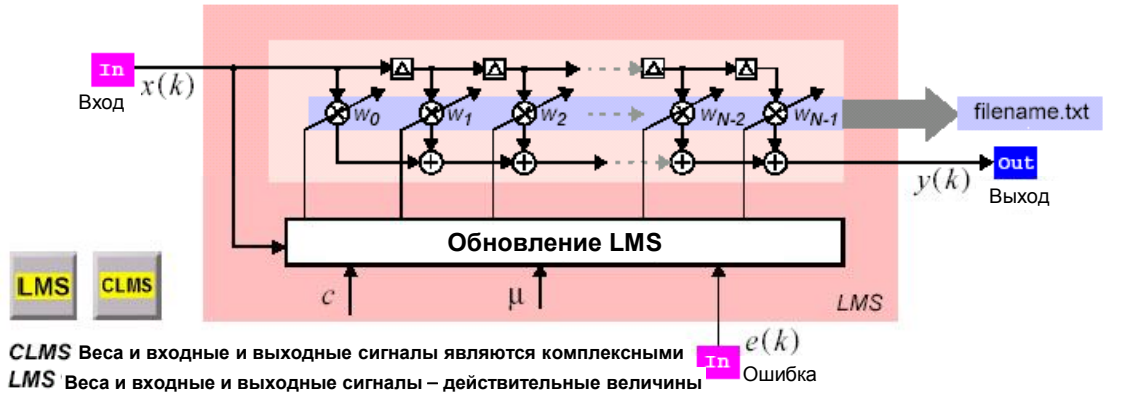 In
x(k)
Вход
Δ Δ Δ Δ
w0 w1 w2 wN-2 wN-1
filename.txt
Out
y(k)
Выход
Обновление LMS
LMS CLMS
c μ
LMS
In
e(k)
Ошибка
CLMS Веса и входные и выходные сигналы являются комплексными
LMS Веса и входные и выходные сигналы – действительные величины